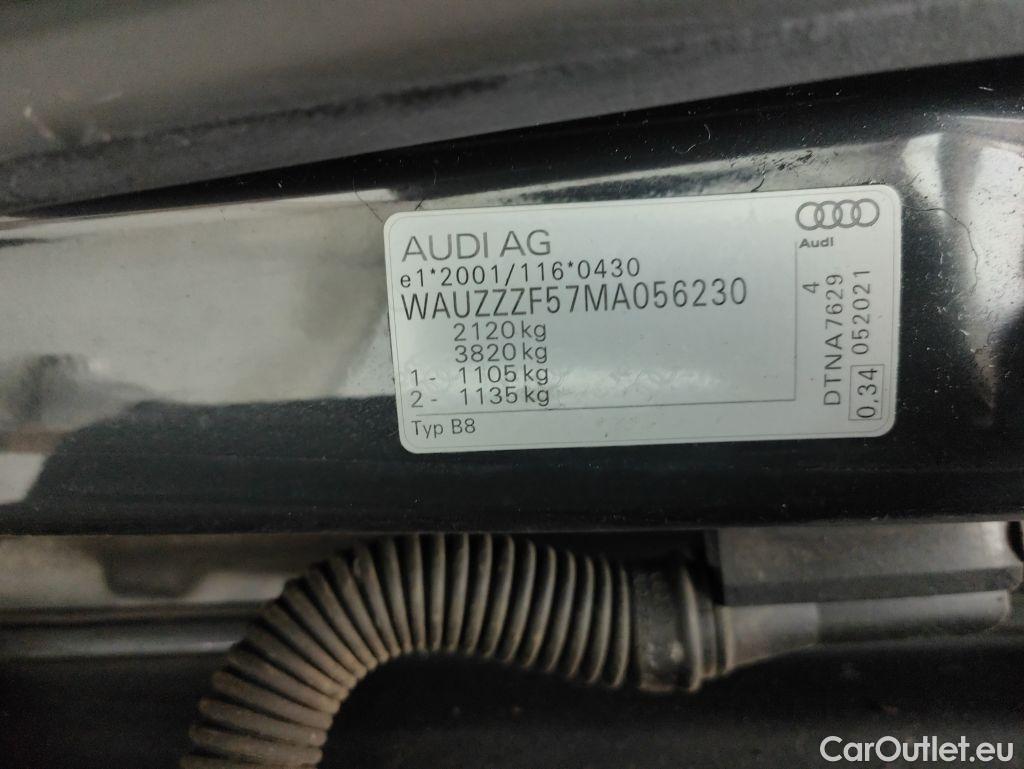 AUDI AG
e1*2001/116*0430
WAUZZZF57MA056230
2120 kg
3820 kg
1 - 1105 kg
2 - 1135 kg
Typ B8
Audi
4
DTNA7629
0,34 052021
CarOutlet.eu